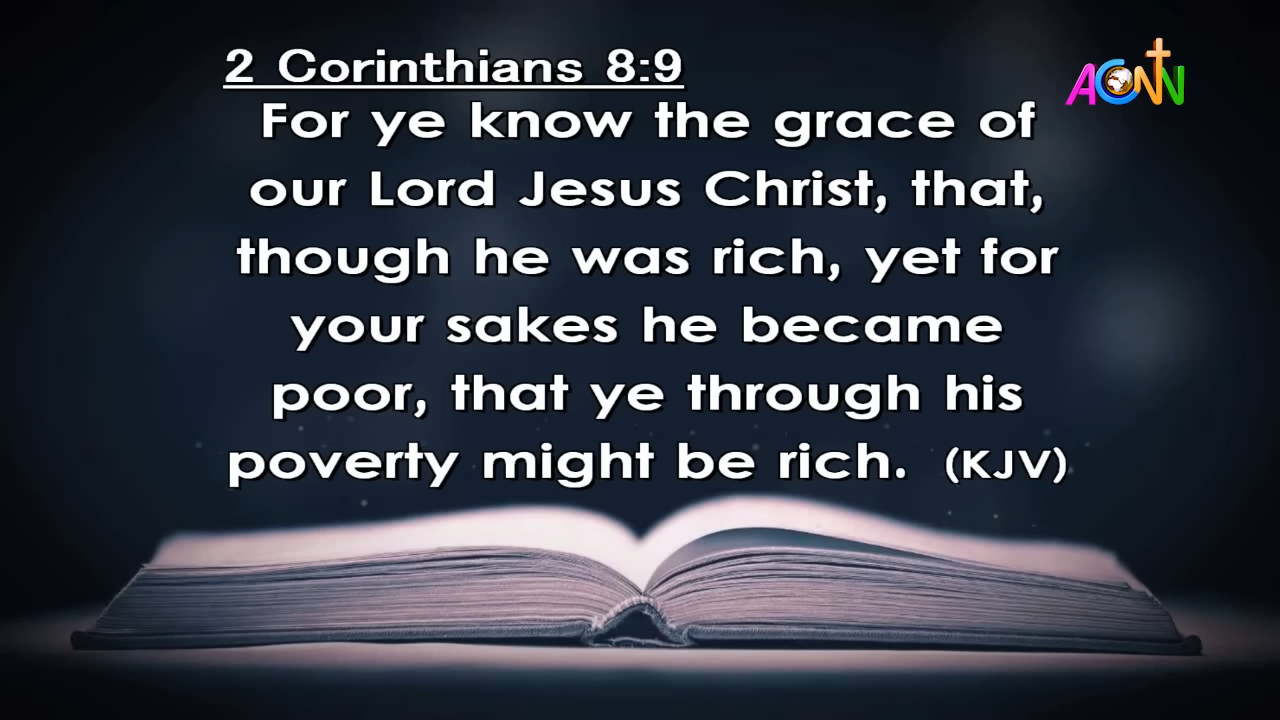 2 Corinthians 8:9
ACNN
For ye know the grace of
our Lord Jesus Christ, that,
though he was rich, yet for
your sakes he became
poor, that ye through his
poverty might be rich. (KJV)